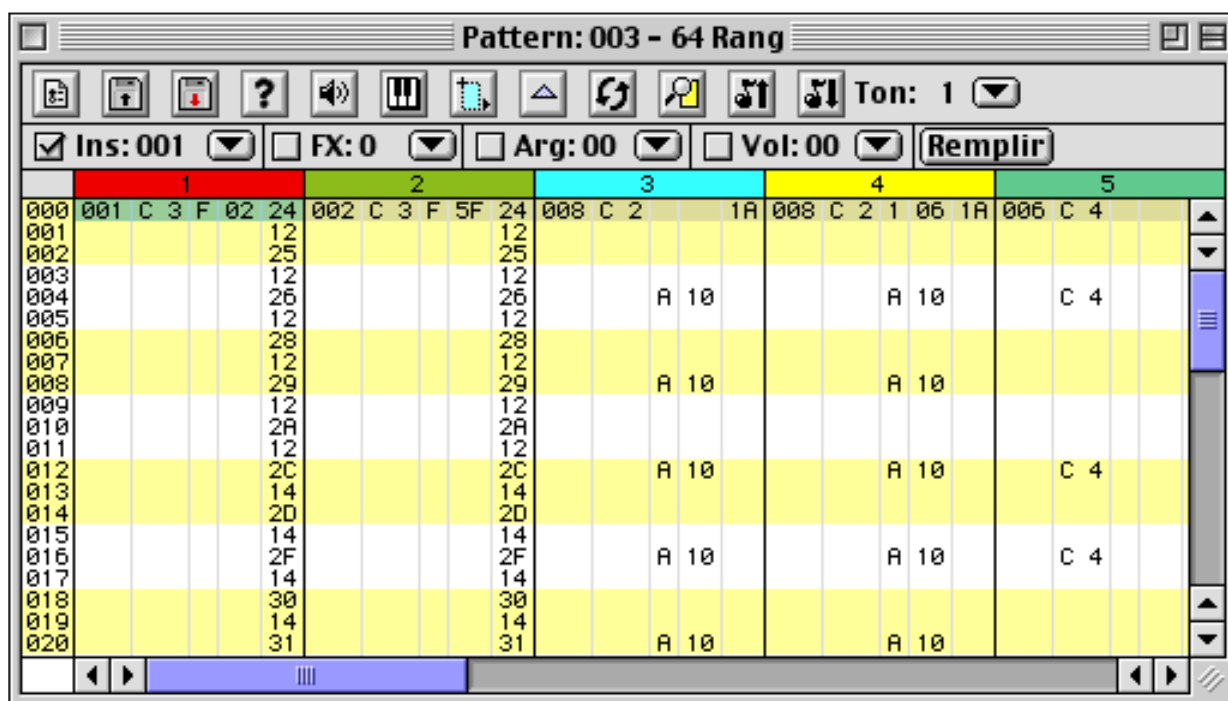 Pattern: 003 – 64 Rang
Ton: 1
Ins: 001 FX: 0 Arg: 00 Vol: 00 Remplir
1 2 3 4 5
000 001 C 3 F 02 24 002 C 3 F 5F 24 008 C 2 1A 008 C 2 1 06 1A 006 C 4
001 12 12
002 25 25
003 12 12
004 26 26 A 10 A 10 C 4
005 12 12
006 28 28
007 12 12
008 29 29 A 10 A 10
009 12 12
010 2A 2A
011 12 12
012 2C 2C A 10 A 10 C 4
013 14 14
014 2D 2D
015 14 14
016 2F 2F A 10 A 10 C 4
017 14 14
018 30 30
019 14 14
020 31 31 A 10 A 10